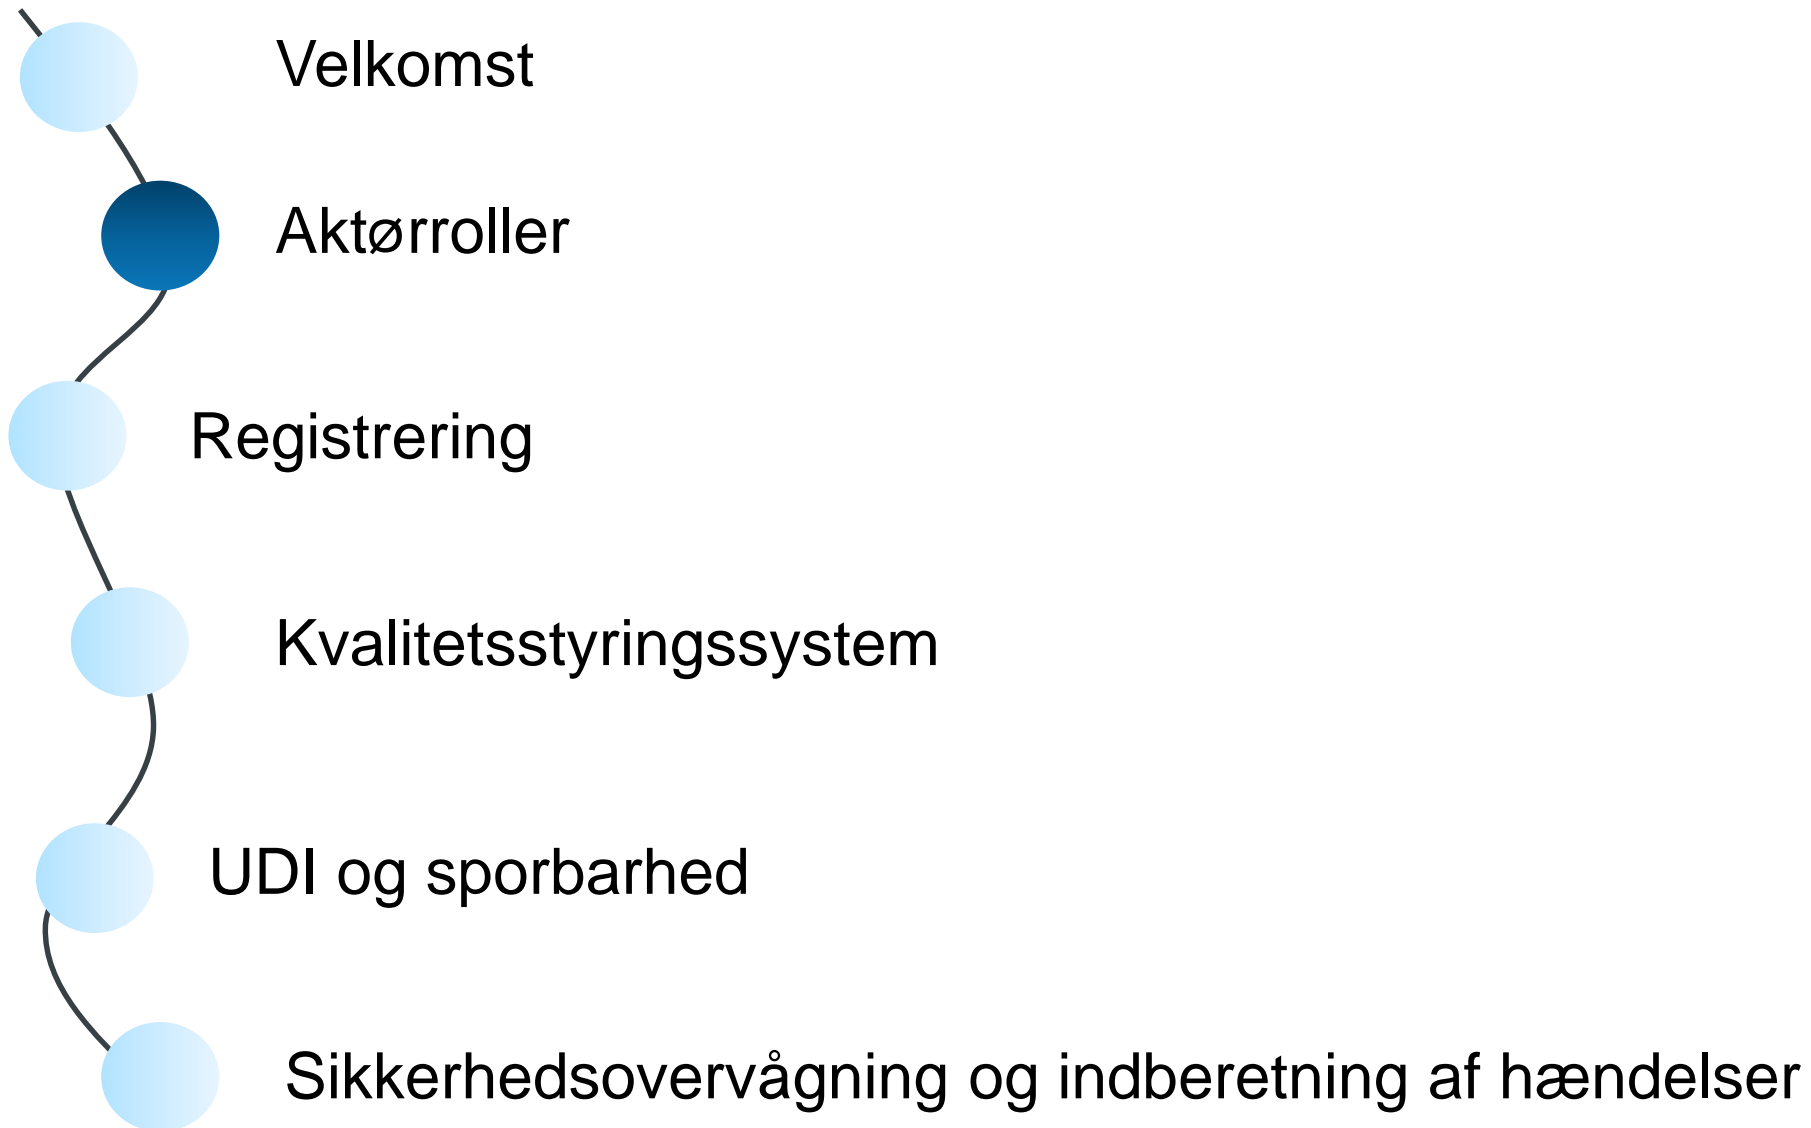 Velkomst
Aktørroller
Registrering
Kvalitetsstyringssystem
UDI og sporbarhed
Sikkerhedsovervågning og indberetning af hændelser